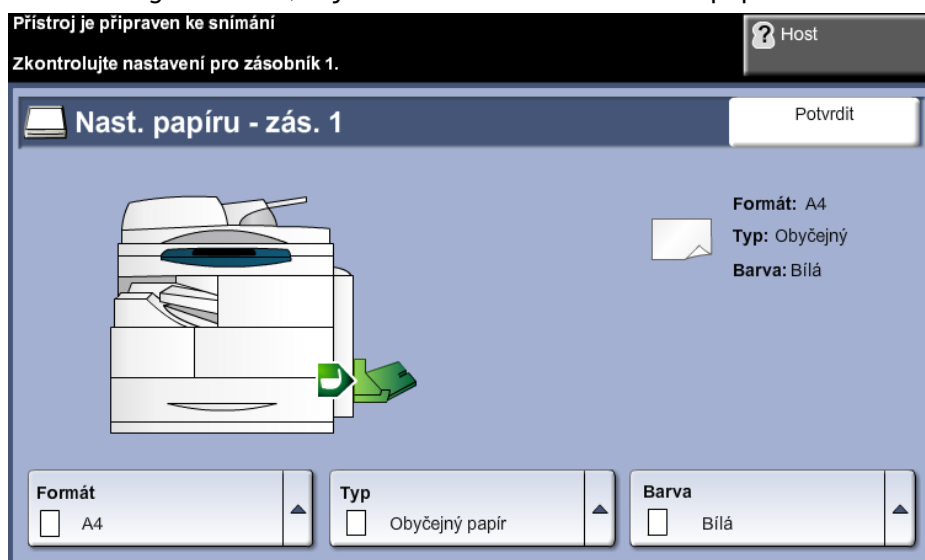 Přístroj je připraven ke snímání
Host
Zkontrolujte nastavení pro zásobník 1.
Nast. papíru - zás. 1
Potvrdit
Formát: A4
Typ: Obyčejný
Barva: Bílá
Formát
A4
Typ
Obyčejný papír
Barva
Bílá